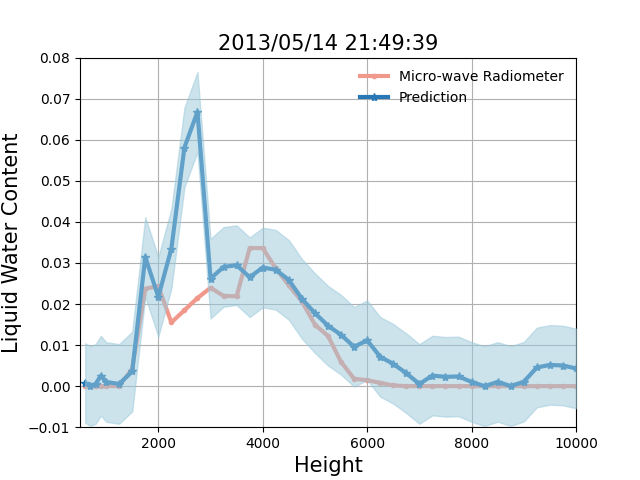 2013/05/14 21:49:39
Micro-wave Radiometer
Prediction
Liquid Water Content
0.08
0.07
0.06
0.05
0.04
0.03
0.02
0.01
0.00
−0.01
2000 4000 6000 8000 10000
Height